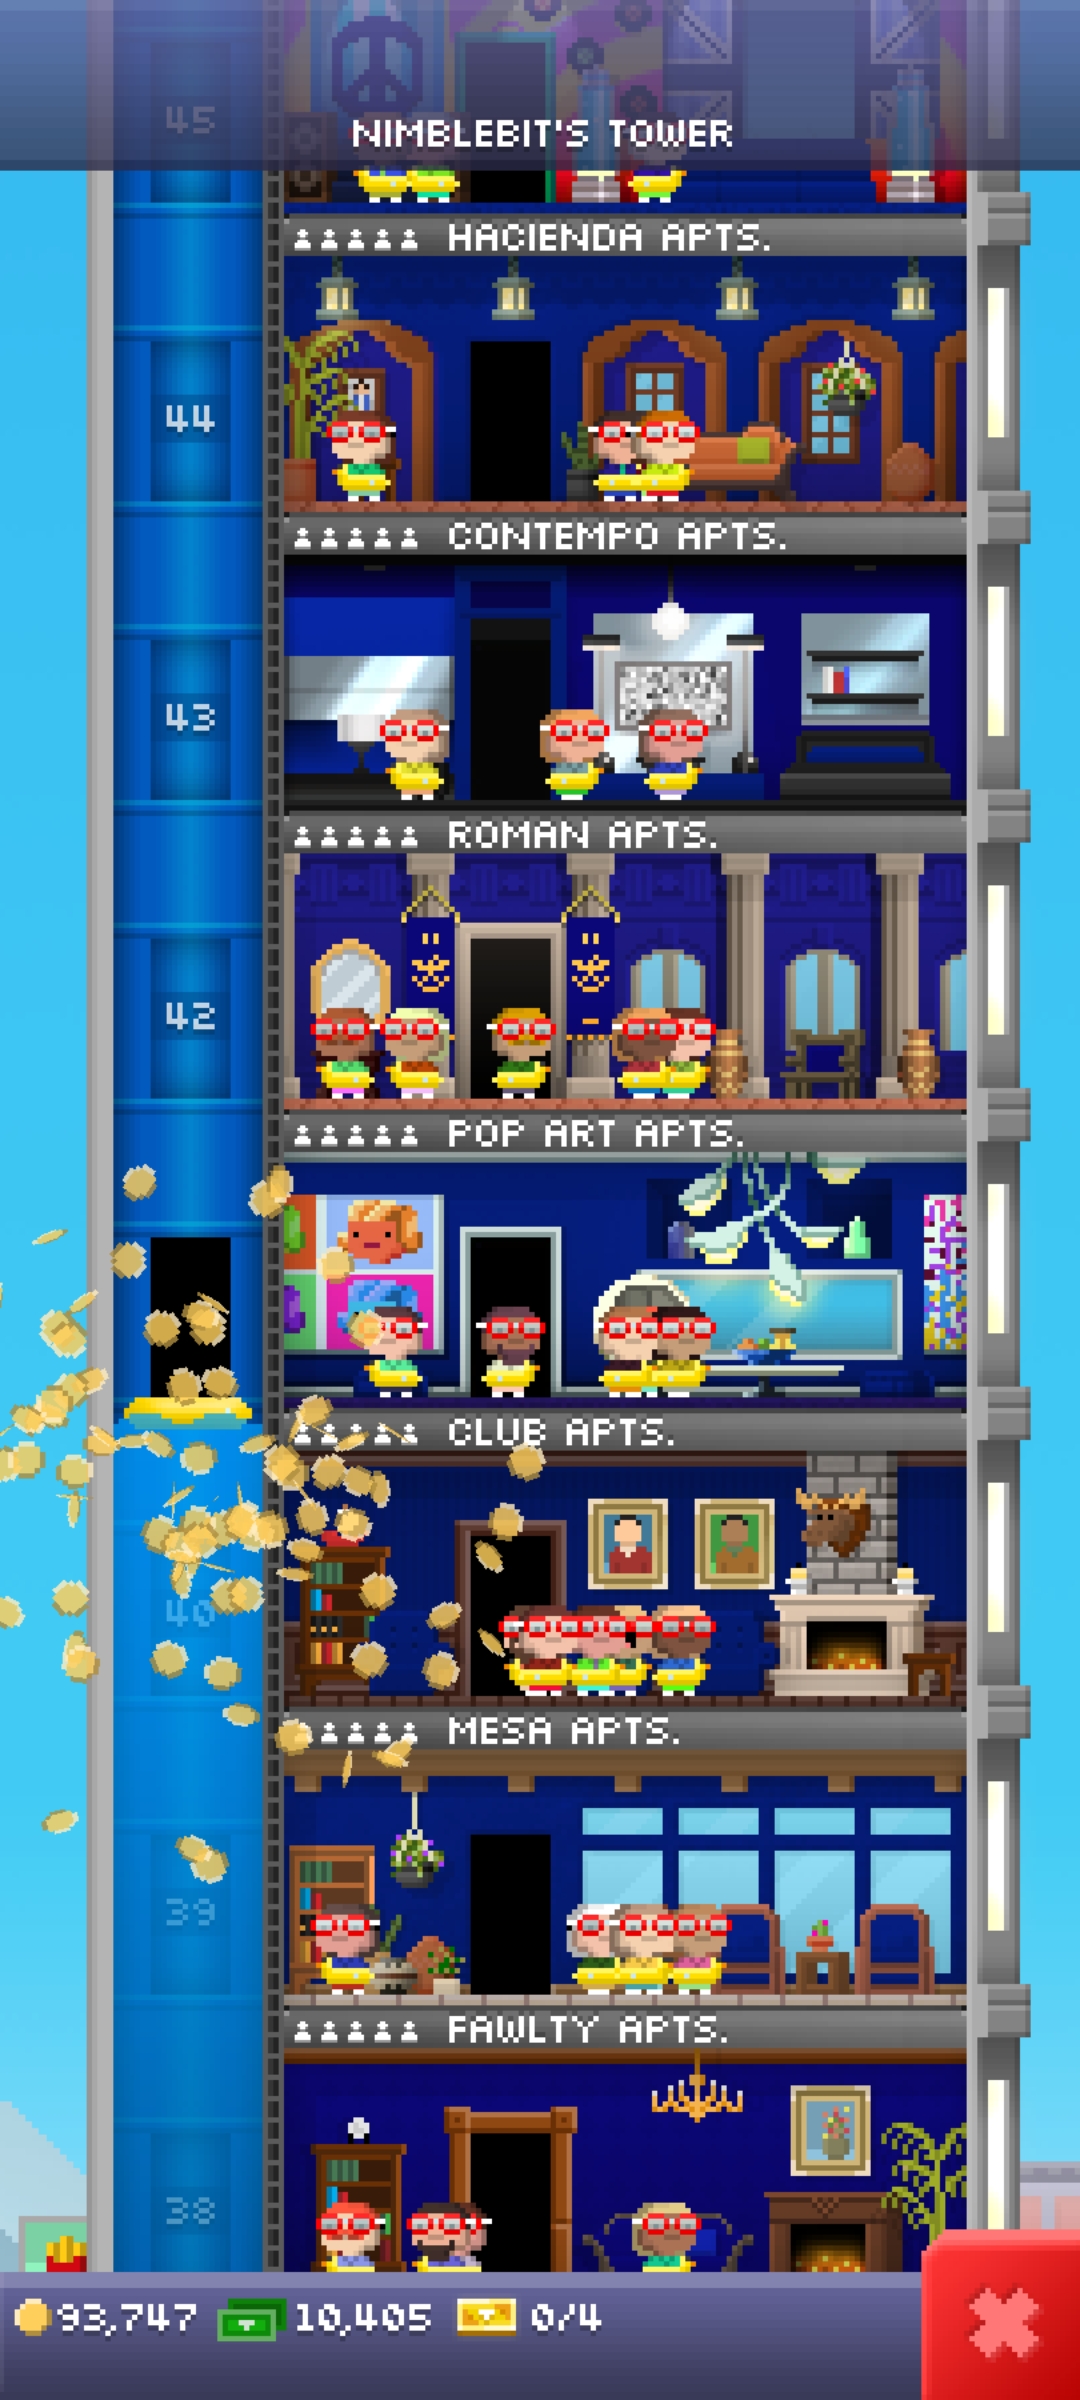 45
NIMBLEBIT'S TOWER
HACIENDA APTS.
44
CONTEMPO APTS.
43
ROMAN APTS.
42
POP ART APTS.
CLUB APTS.
40
MESA APTS.
39
FAWLTY APTS.
38
93,747 10,405 0/4